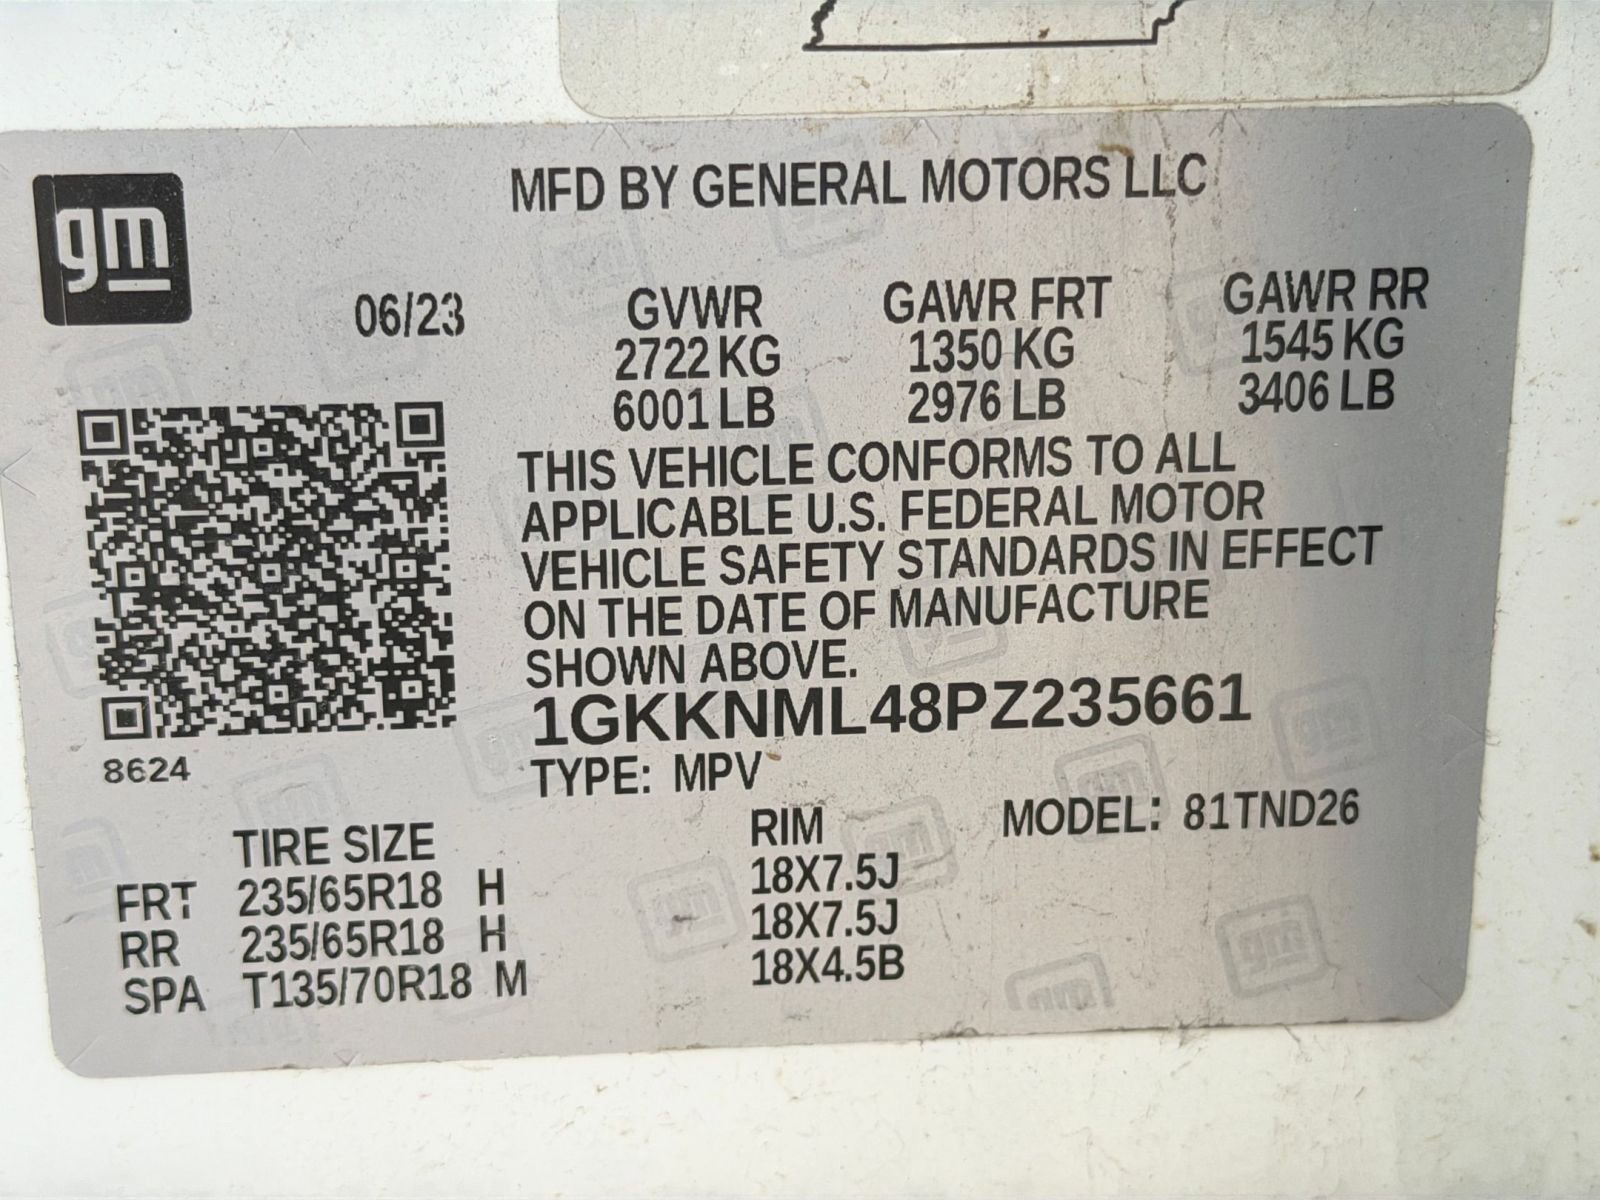 MFD BY GENERAL MOTORS LLC
gm
06/23
GVWR GAWR FRT GAWR RR
2722 KG 1350 KG 1545 KG
6001 LB 2976 LB 3406 LB
THIS VEHICLE CONFORMS TO ALL
APPLICABLE U.S. FEDERAL MOTOR
VEHICLE SAFETY STANDARDS IN EFFECT
ON THE DATE OF MANUFACTURE
SHOWN ABOVE.
1GKKNML48PZ235661
8624
TYPE: MPV
MODEL: 81TND26
TIRE SIZE RIM
FRT 235/65R18 H 18X7.5J
RR 235/65R18 H 18X7.5J
SPA T135/70R18 M 18X4.5B